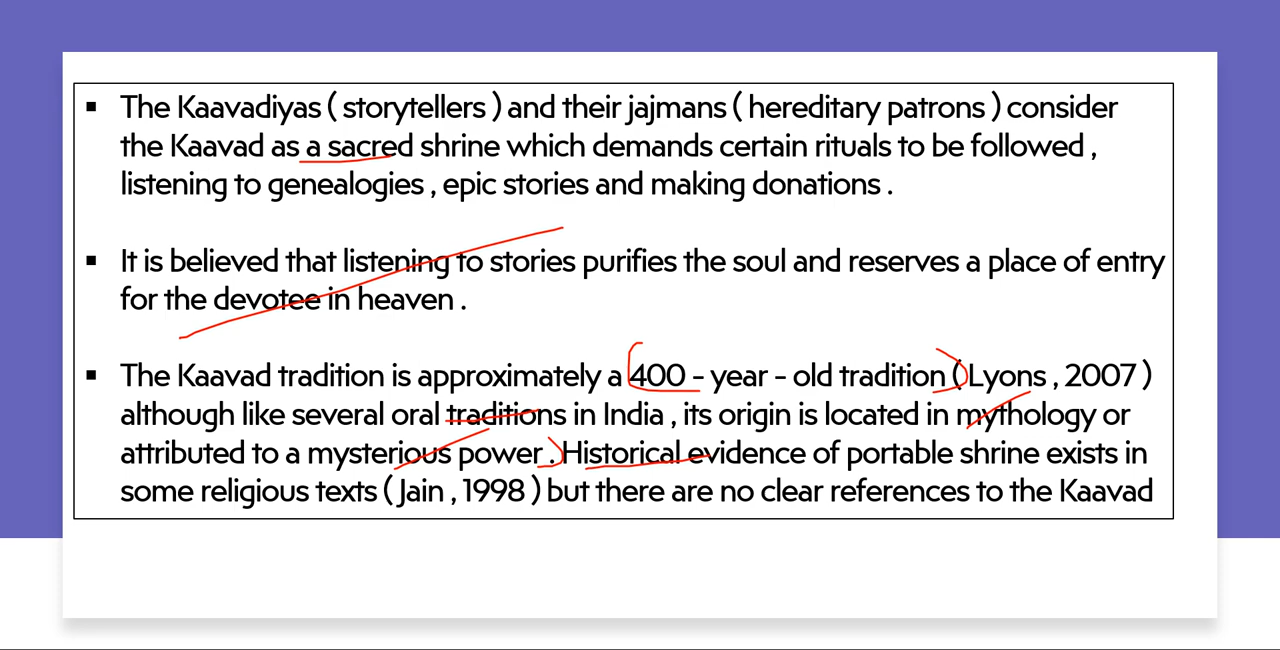 ▪ The Kaavadiyas ( storytellers ) and their jajmans ( hereditary patrons ) consider
the Kaavad as a sacred shrine which demands certain rituals to be followed ,
listening to genealogies , epic stories and making donations .
▪ It is believed that listening to stories purifies the soul and reserves a place of entry
for the devotee in heaven .
▪ The Kaavad tradition is approximately a 400 - year - old tradition ( Lyons , 2007 )
although like several oral traditions in India , its origin is located in mythology or
attributed to a mysterious power . Historical evidence of portable shrine exists in
some religious texts ( Jain , 1998 ) but there are no clear references to the Kaavad